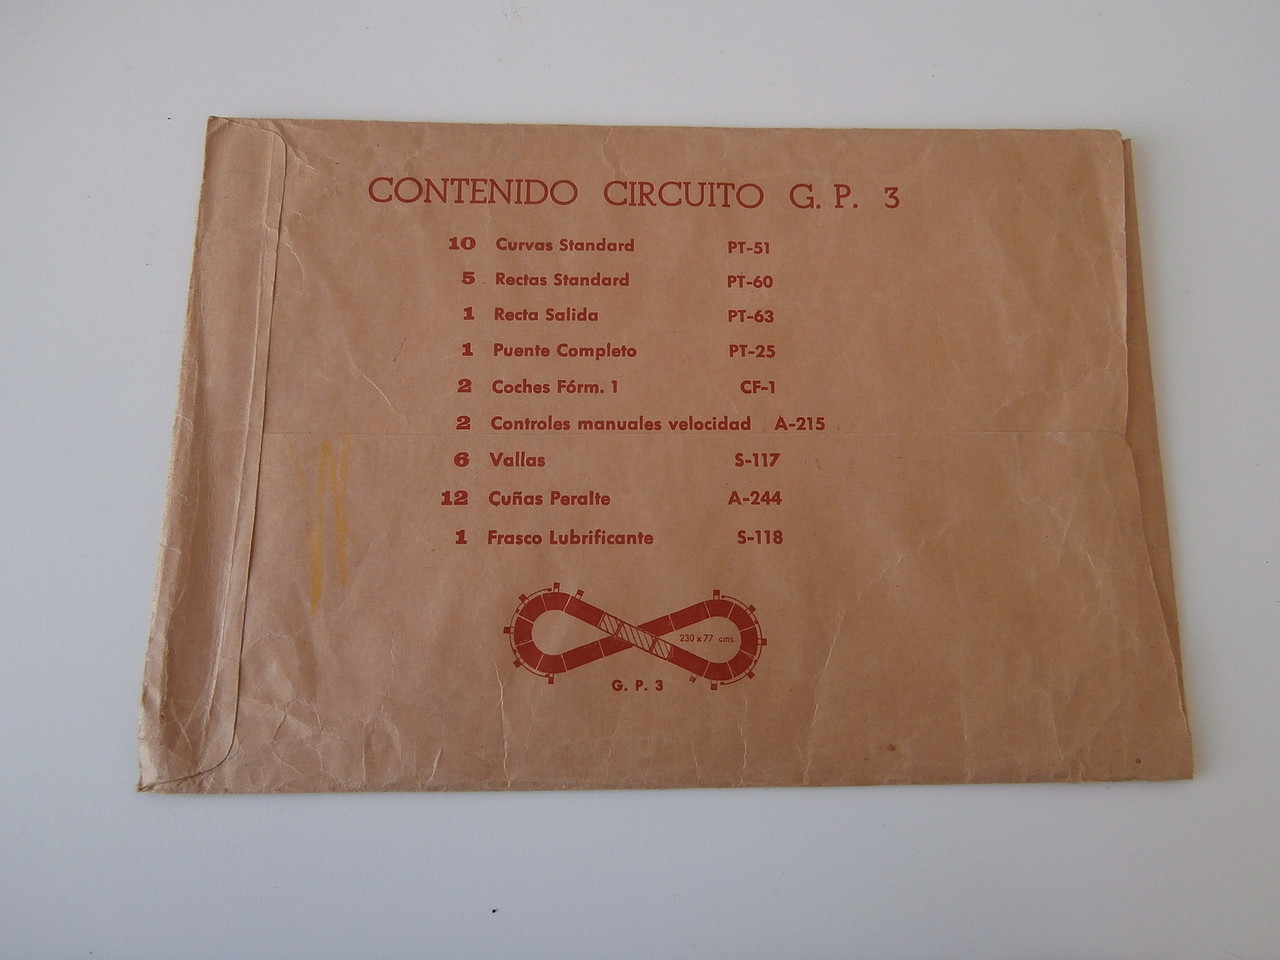 CONTENIDO CIRCUITO G. P. 3
10 Curvas Standard PT-51
5 Rectas Standard PT-60
1 Recta Salida PT-63
1 Puente Completo PT-25
2 Coches Fórm. 1 CF-1
2 Controles manuales velocidad A-215
6 Vallas S-117
12 Cuñas Peralte A-244
1 Frasco Lubrificante S-118
230 x 77 cms.
G. P. 3